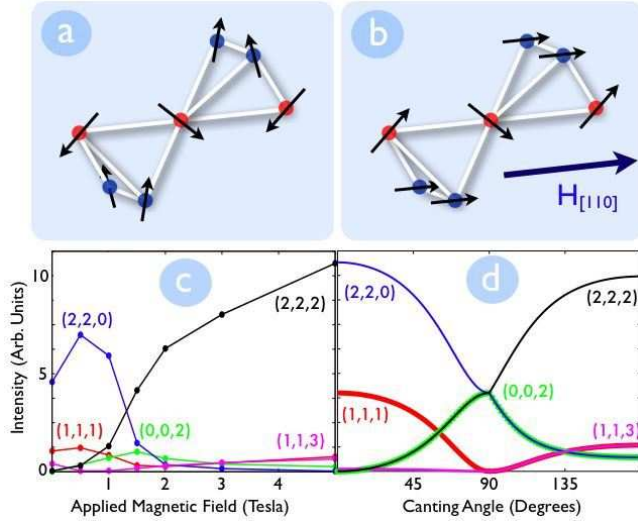 a
b
H[110]
c
d
Intensity (Arb. Units)
10
5
0
(2,2,0)
(2,2,2)
(1,1,1)
(0,0,2)
(1,1,3)
1
2
3
4
Applied Magnetic Field (Tesla)
(2,2,0)
(2,2,2)
(0,0,2)
(1,1,1)
(1,1,3)
45
90
135
Canting Angle (Degrees)